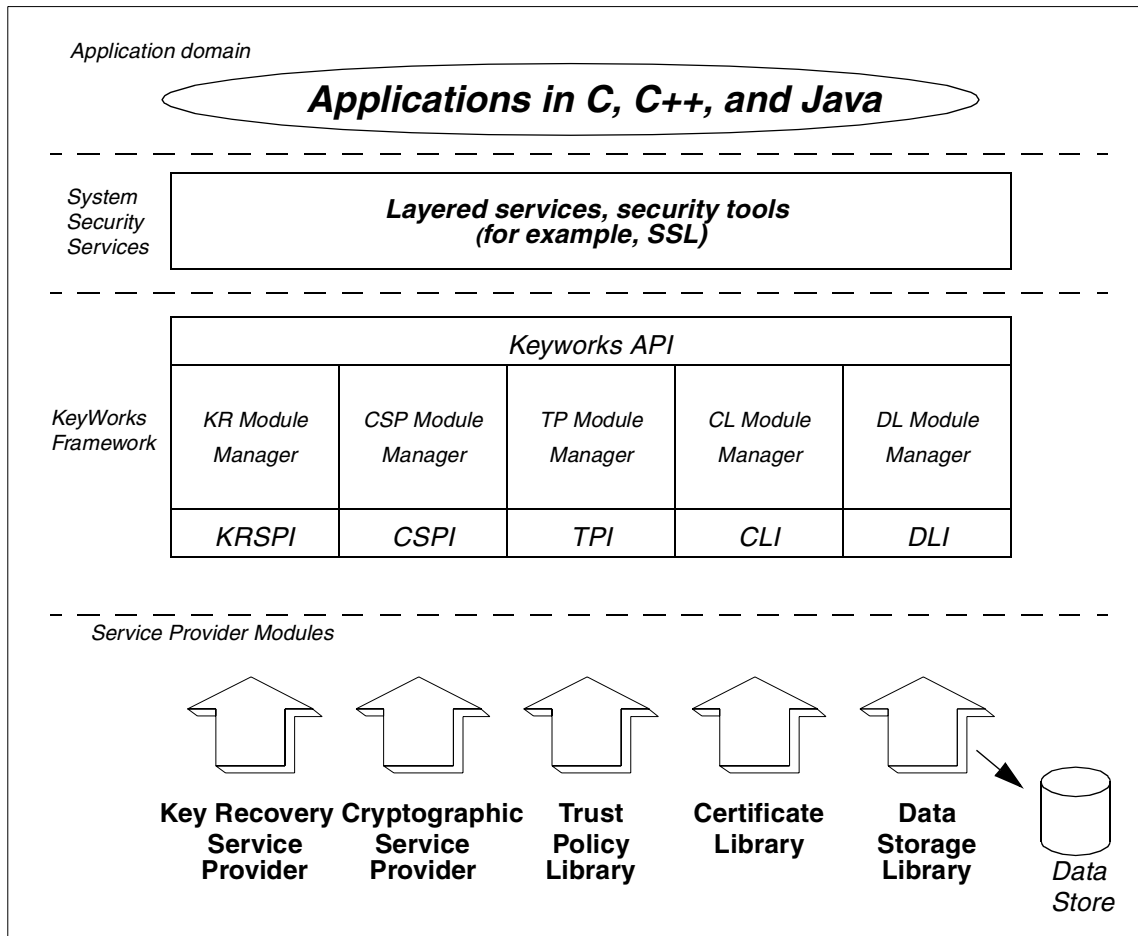 Application domain
Applications in C, C++, and Java
System
Security
Services
Layered services, security tools
(for example, SSL)
Keyworks API
KeyWorks
Framework
KR Module
Manager
CSP Module
Manager
TP Module
Manager
CL Module
Manager
DL Module
Manager
KRSPI
CSPI
TPI
CLI
DLI
Service Provider Modules
Key Recovery
Service
Provider
Cryptographic
Service
Provider
Trust
Policy
Library
Certificate
Library
Data
Storage
Library
Data
Store